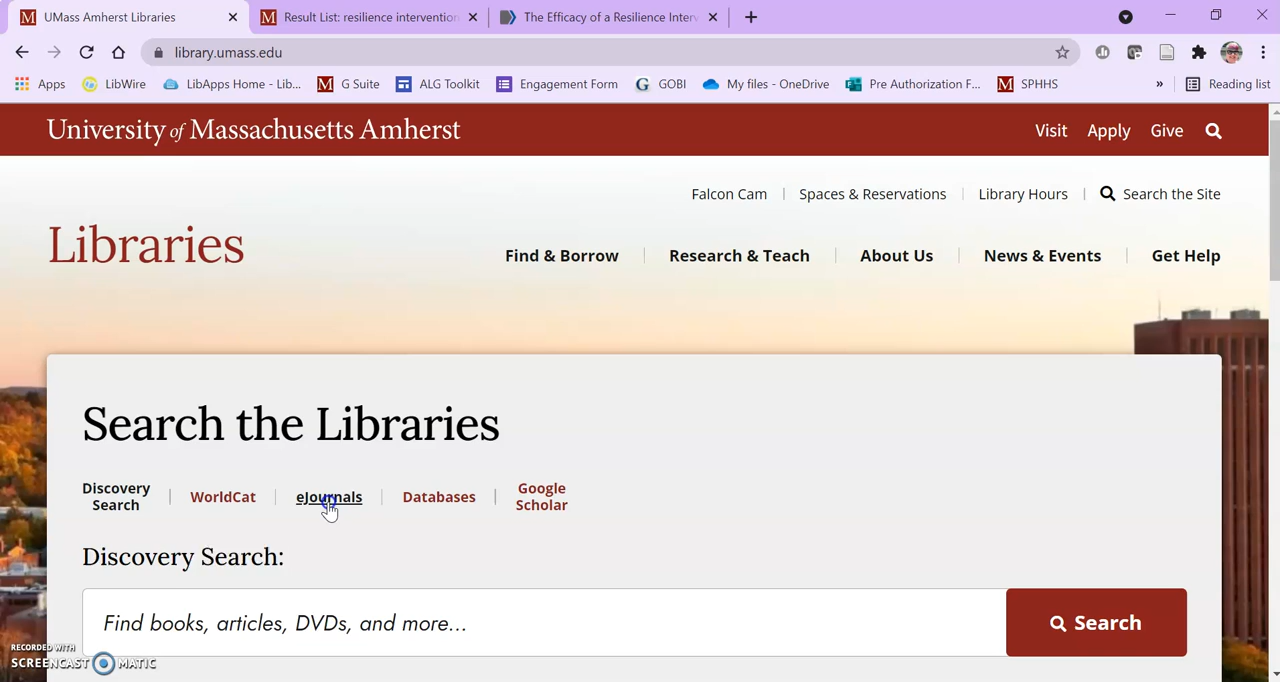 UMass Amherst Libraries
Result List: resilience intervention
The Efficacy of a Resilience Interv
library.umass.edu
Apps
LibWire
LibApps Home - Lib...
G Suite
ALG Toolkit
Engagement Form
GOBI
My files - OneDrive
Pre Authorization F...
SPHHS
»
Reading list
University of Massachusetts Amherst
Visit
Apply
Give
Falcon Cam
Spaces & Reservations
Library Hours
Search the Site
Libraries
Find & Borrow
Research & Teach
About Us
News & Events
Get Help
Search the Libraries
Discovery
Search
WorldCat
eJournals
Databases
Google
Scholar
Discovery Search:
Find books, articles, DVDs, and more...
Search
RECORDED WITH
SCREENCAST MATIC